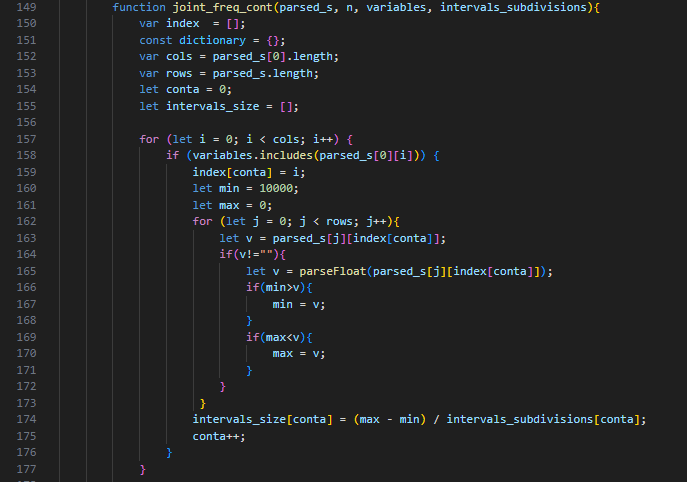 149 function joint_freq_cont(parsed_s, n, variables, intervals_subdivisions){
150 var index  = [];
151 const dictionary = {};
152 var cols = parsed_s[0].length;
153 var rows = parsed_s.length;
154 let conta = 0;
155 let intervals_size = [];
156
157 for (let i = 0; i < cols; i++) {
158 if (variables.includes(parsed_s[0][i])) {
159 index[conta] = i;
160 let min = 10000;
161 let max = 0;
162 for (let j = 0; j < rows; j++){
163 let v = parsed_s[j][index[conta]];
164 if(v!=""){
165 let v = parseFloat(parsed_s[j][index[conta]]);
166 if(min>v){
167 min = v;
168 }
169 if(max<v){
170 max = v;
171 }
172 }
173 }
174 intervals_size[conta] = (max - min) / intervals_subdivisions[conta];
175 conta++;
176 }
177 }